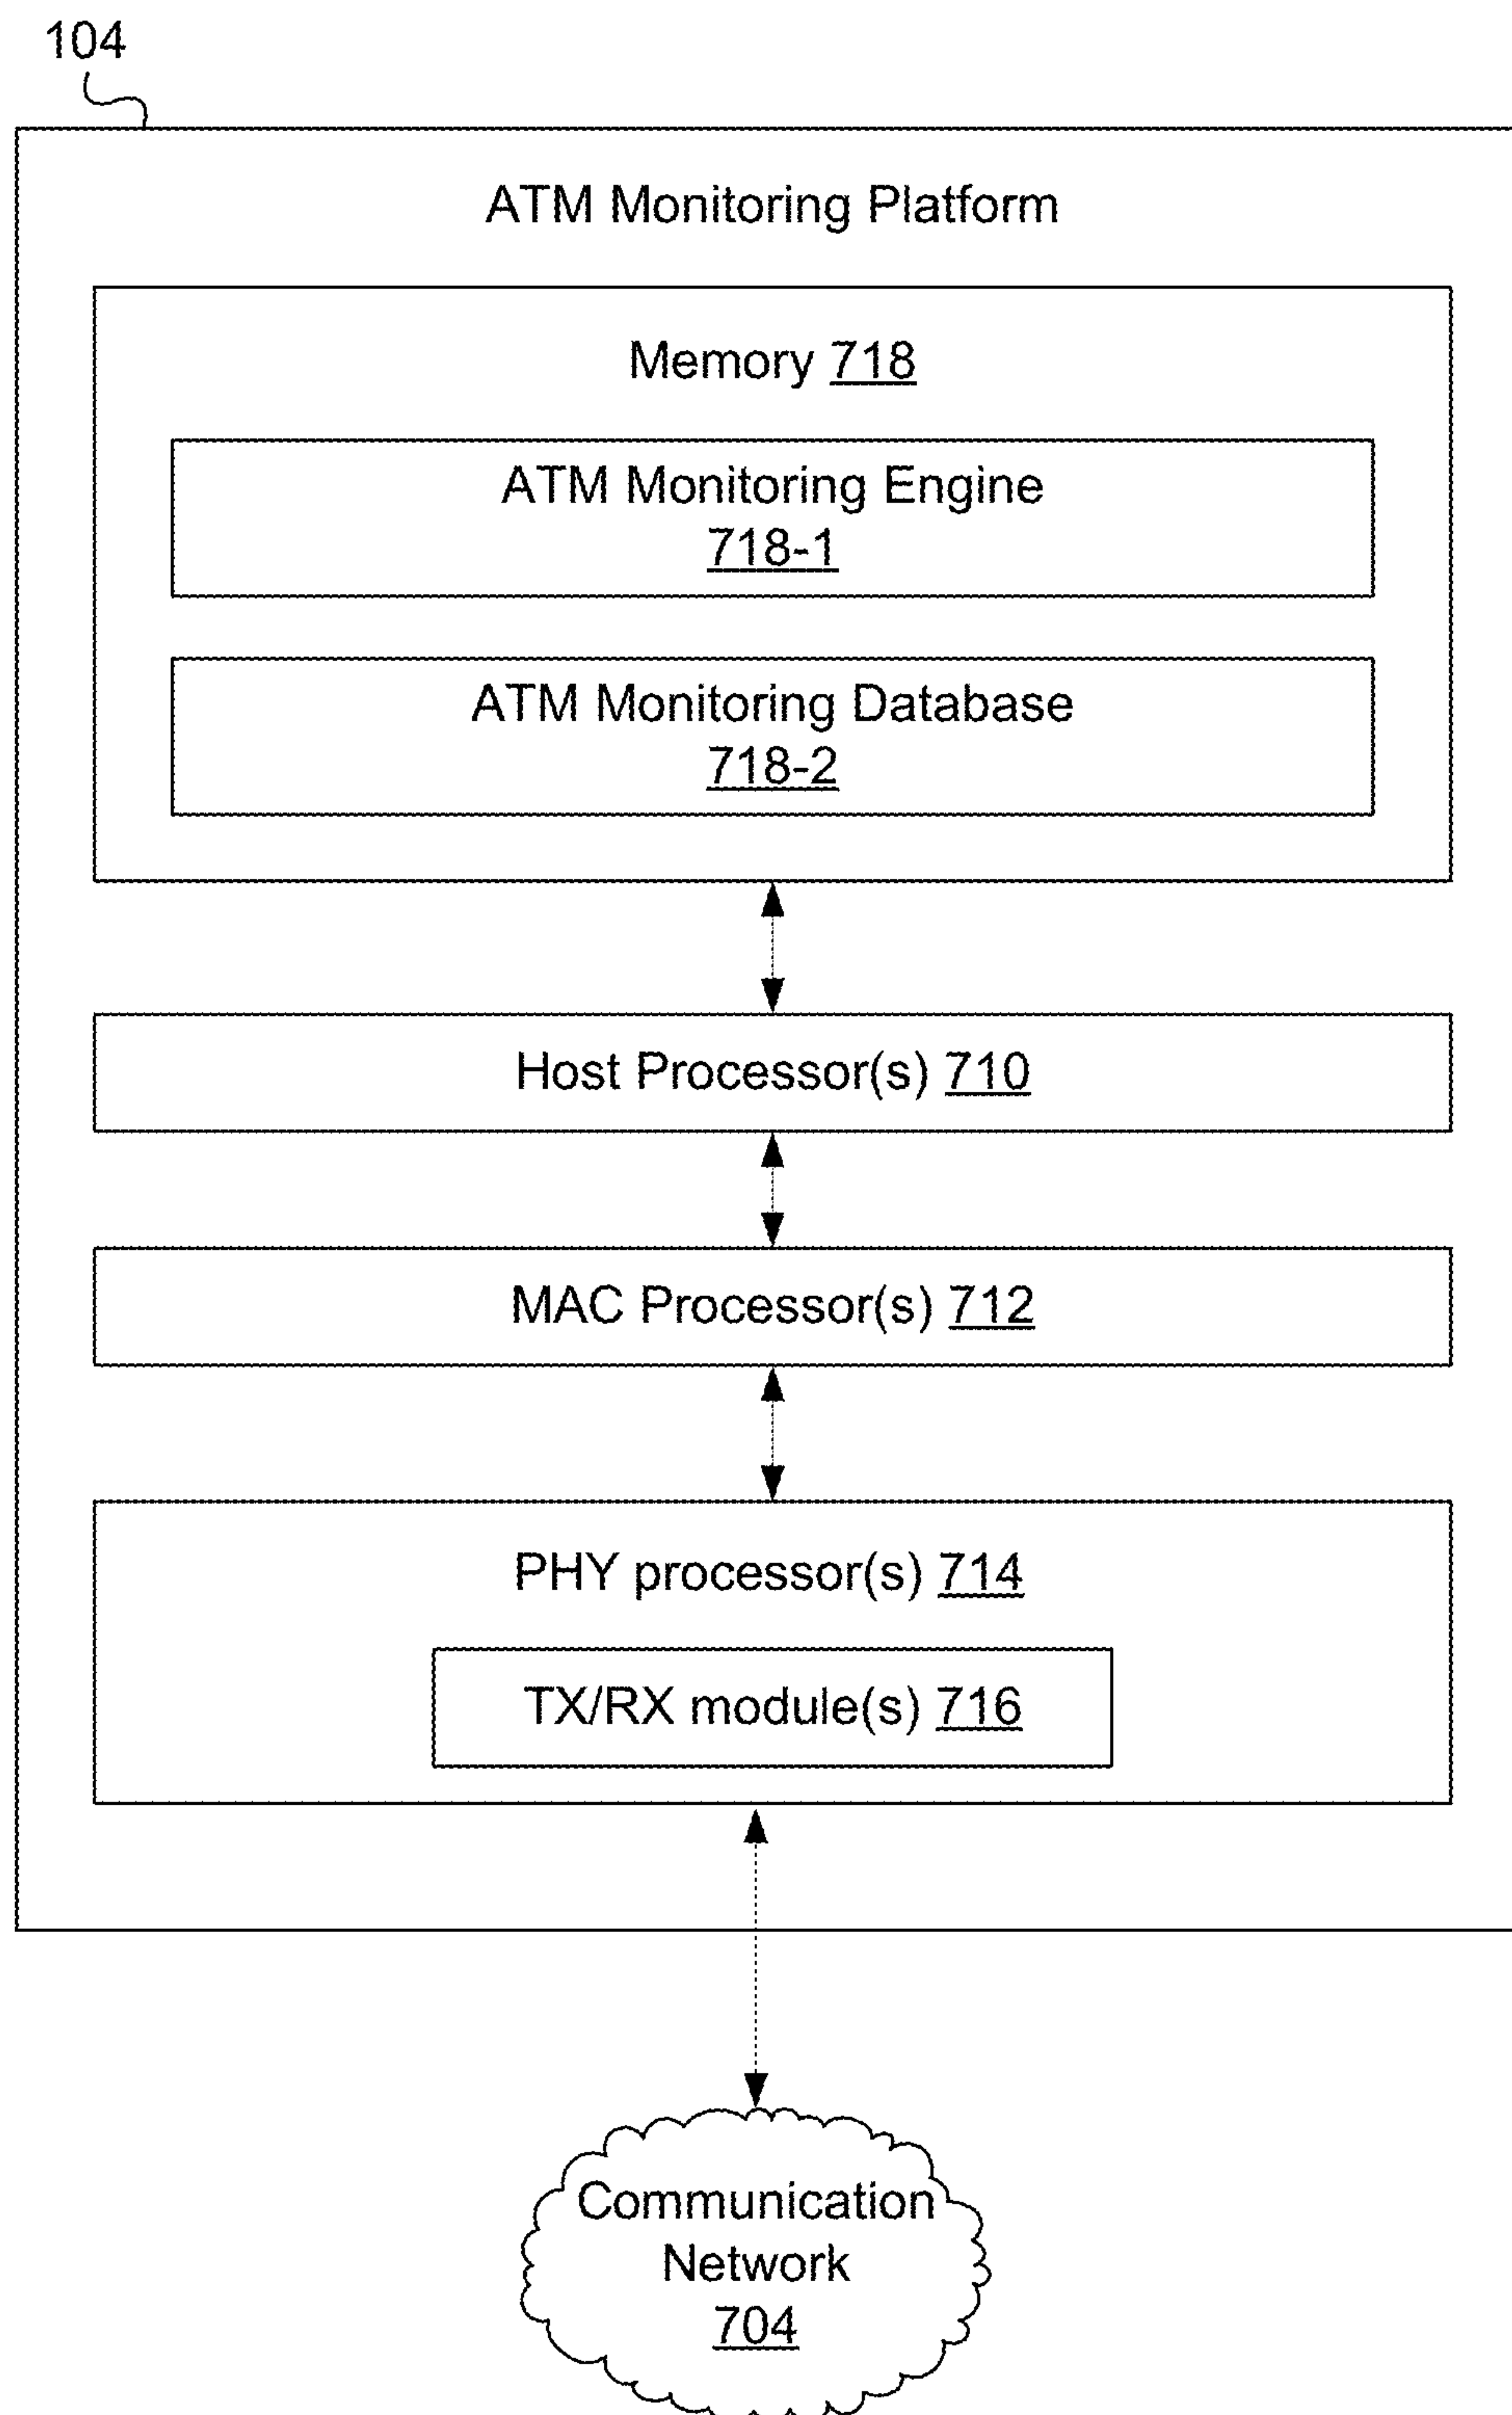 104
ATM Monitoring Platform
Memory 718
ATM Monitoring Engine
718-1
ATM Monitoring Database
718-2
Host Processor(s) 710
MAC Processor(s) 712
PHY processor(s) 714
TX/RX module(s) 716
Communication
Network
704